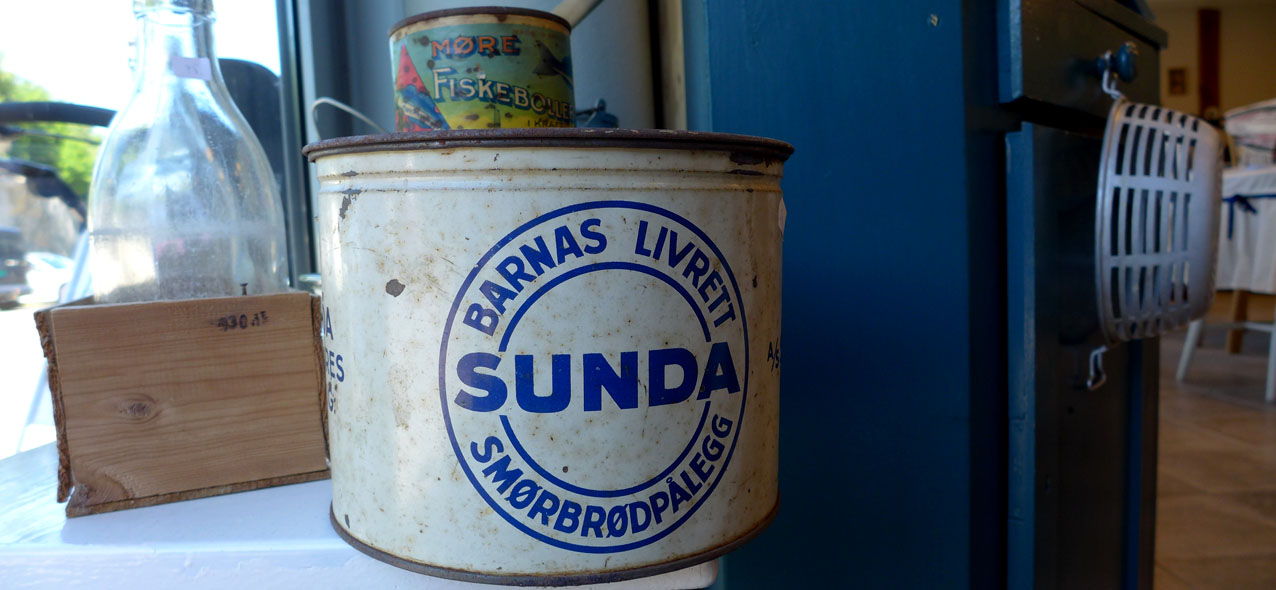 MØRE
FISKEBOLLER
BARNAS LIVRETT
SUNDA
SMØRBRØDPÅLEGG
A/S